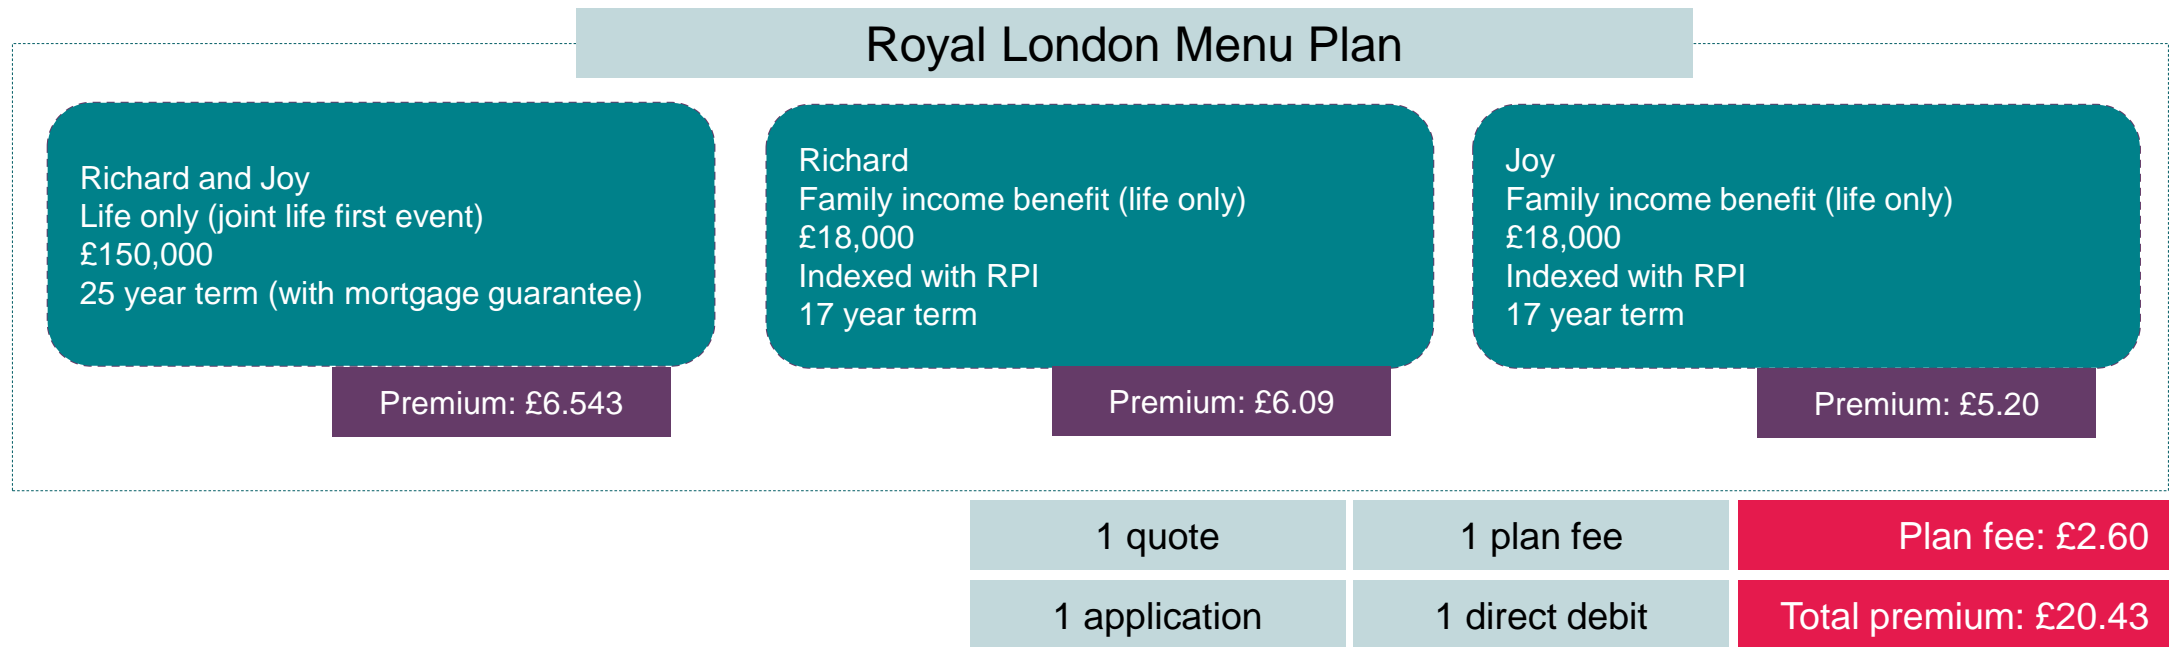 Royal London Menu Plan
Richard and Joy
Life only (joint life first event)
£150,000
25 year term (with mortgage guarantee)
Premium: £6.543
Richard
Family income benefit (life only)
£18,000
Indexed with RPI
17 year term
Premium: £6.09
Joy
Family income benefit (life only)
£18,000
Indexed with RPI
17 year term
Premium: £5.20
1 quote
1 plan fee
Plan fee: £2.60
1 application
1 direct debit
Total premium: £20.43